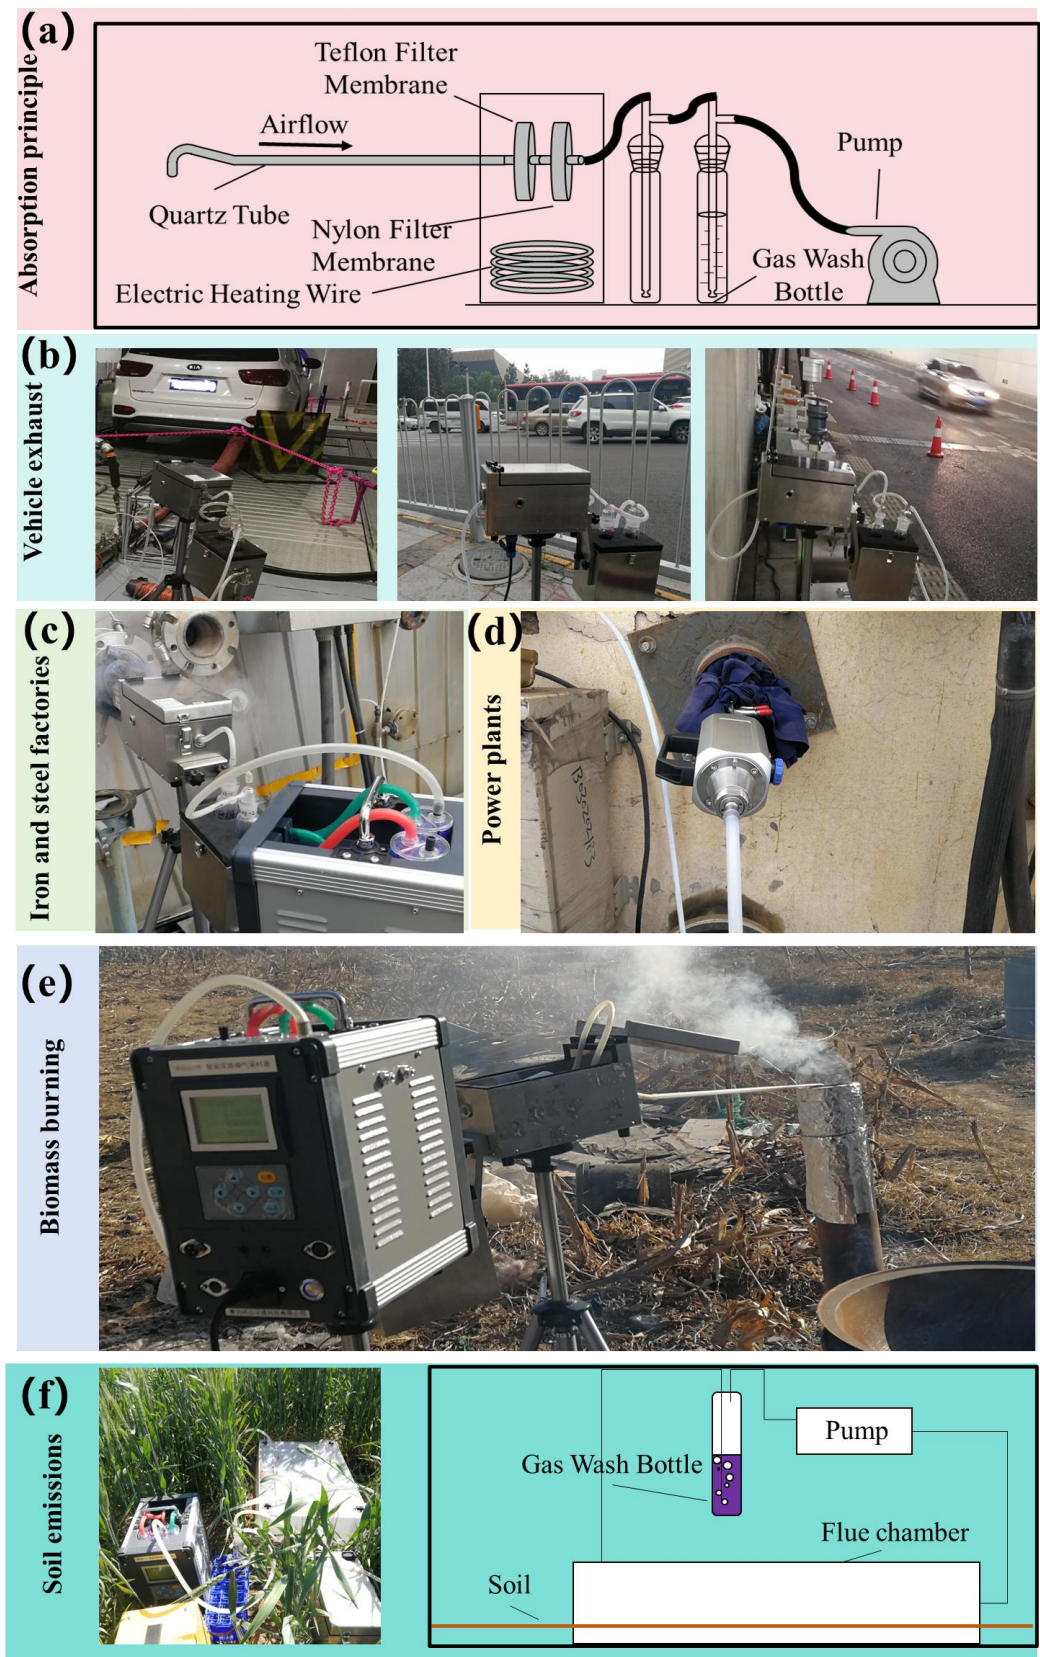 (a)
Absorption principle
Teflon Filter
Membrane
Airflow
Pump
Quartz Tube
Nylon Filter
Membrane
Electric Heating Wire
Gas Wash
Bottle
(b)
Vehicle exhaust
KIA
(c)
Iron and steel factories
(d)
Power plants
(e)
Biomass burning
(f)
Soil emissions
Gas Wash Bottle
Pump
Flue chamber
Soil